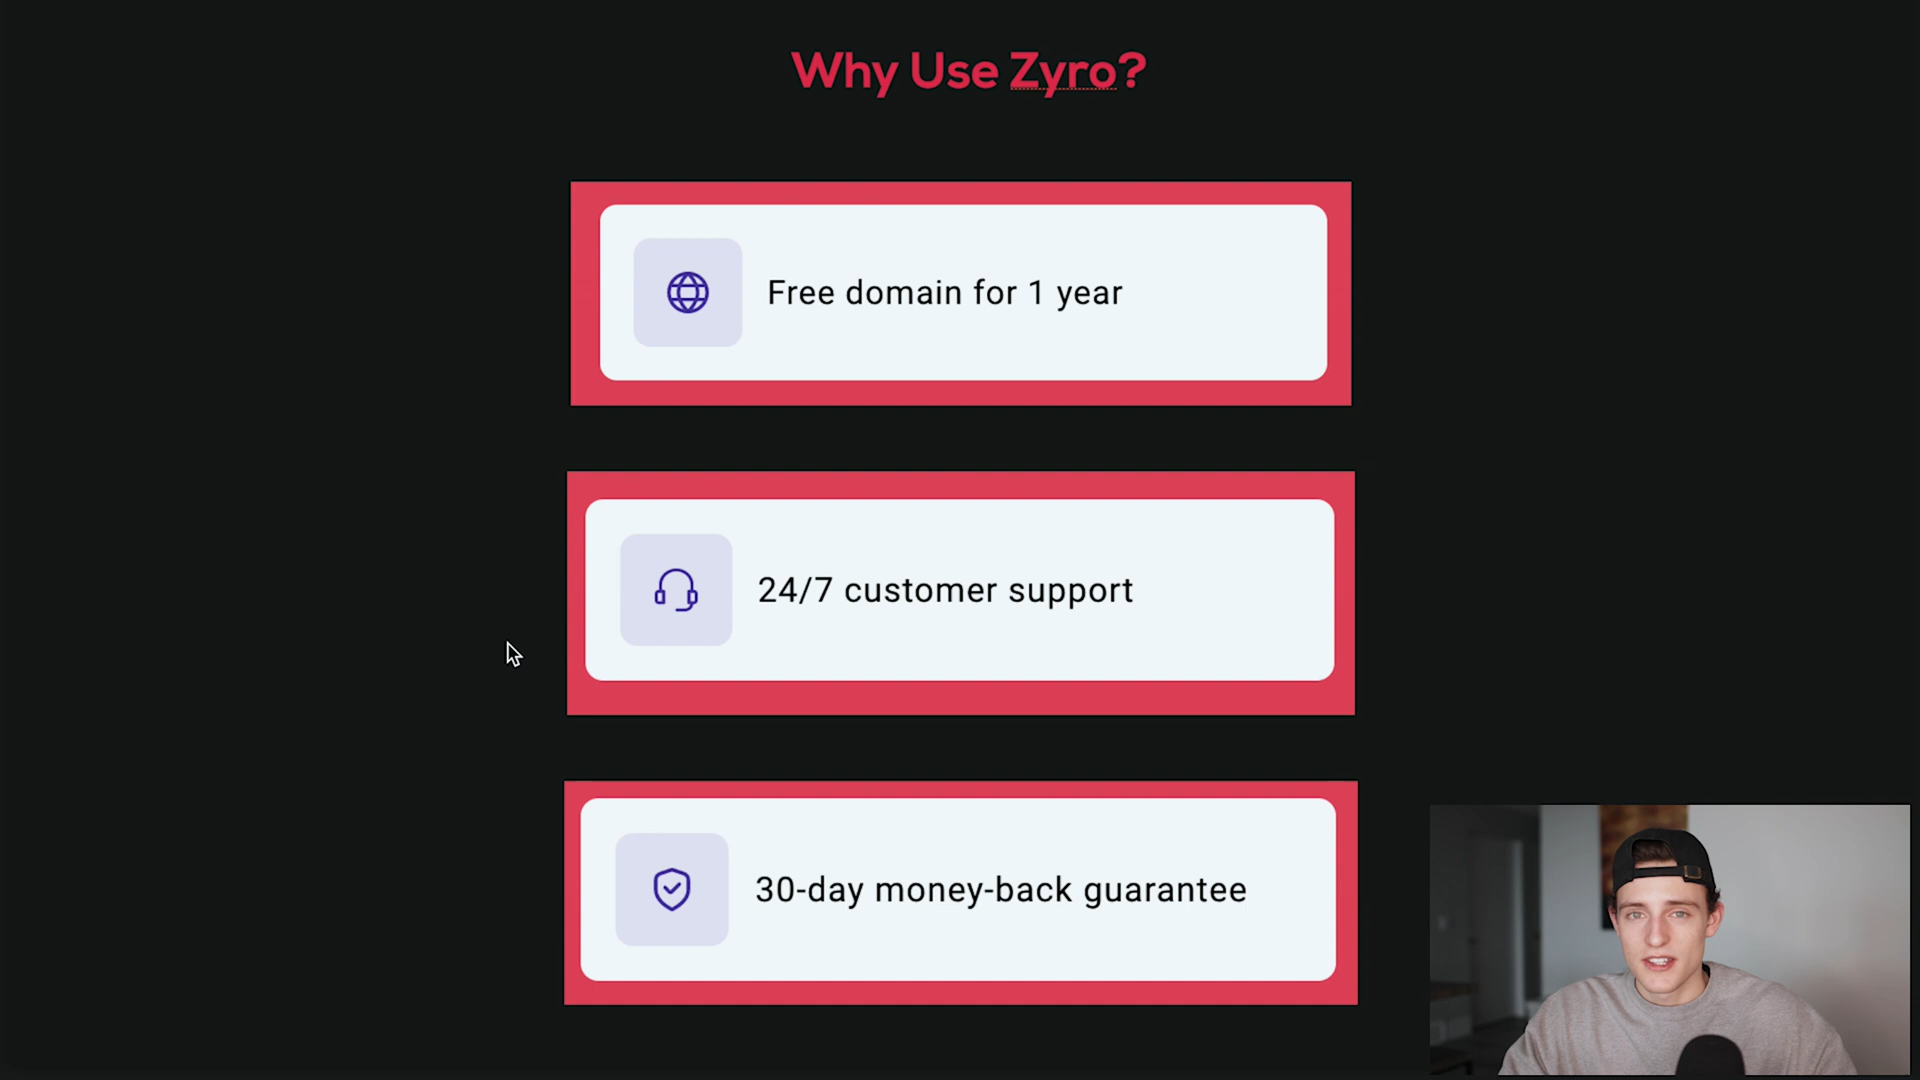 Why Use Zyro?
Free domain for 1 year
24/7 customer support
30-day money-back guarantee